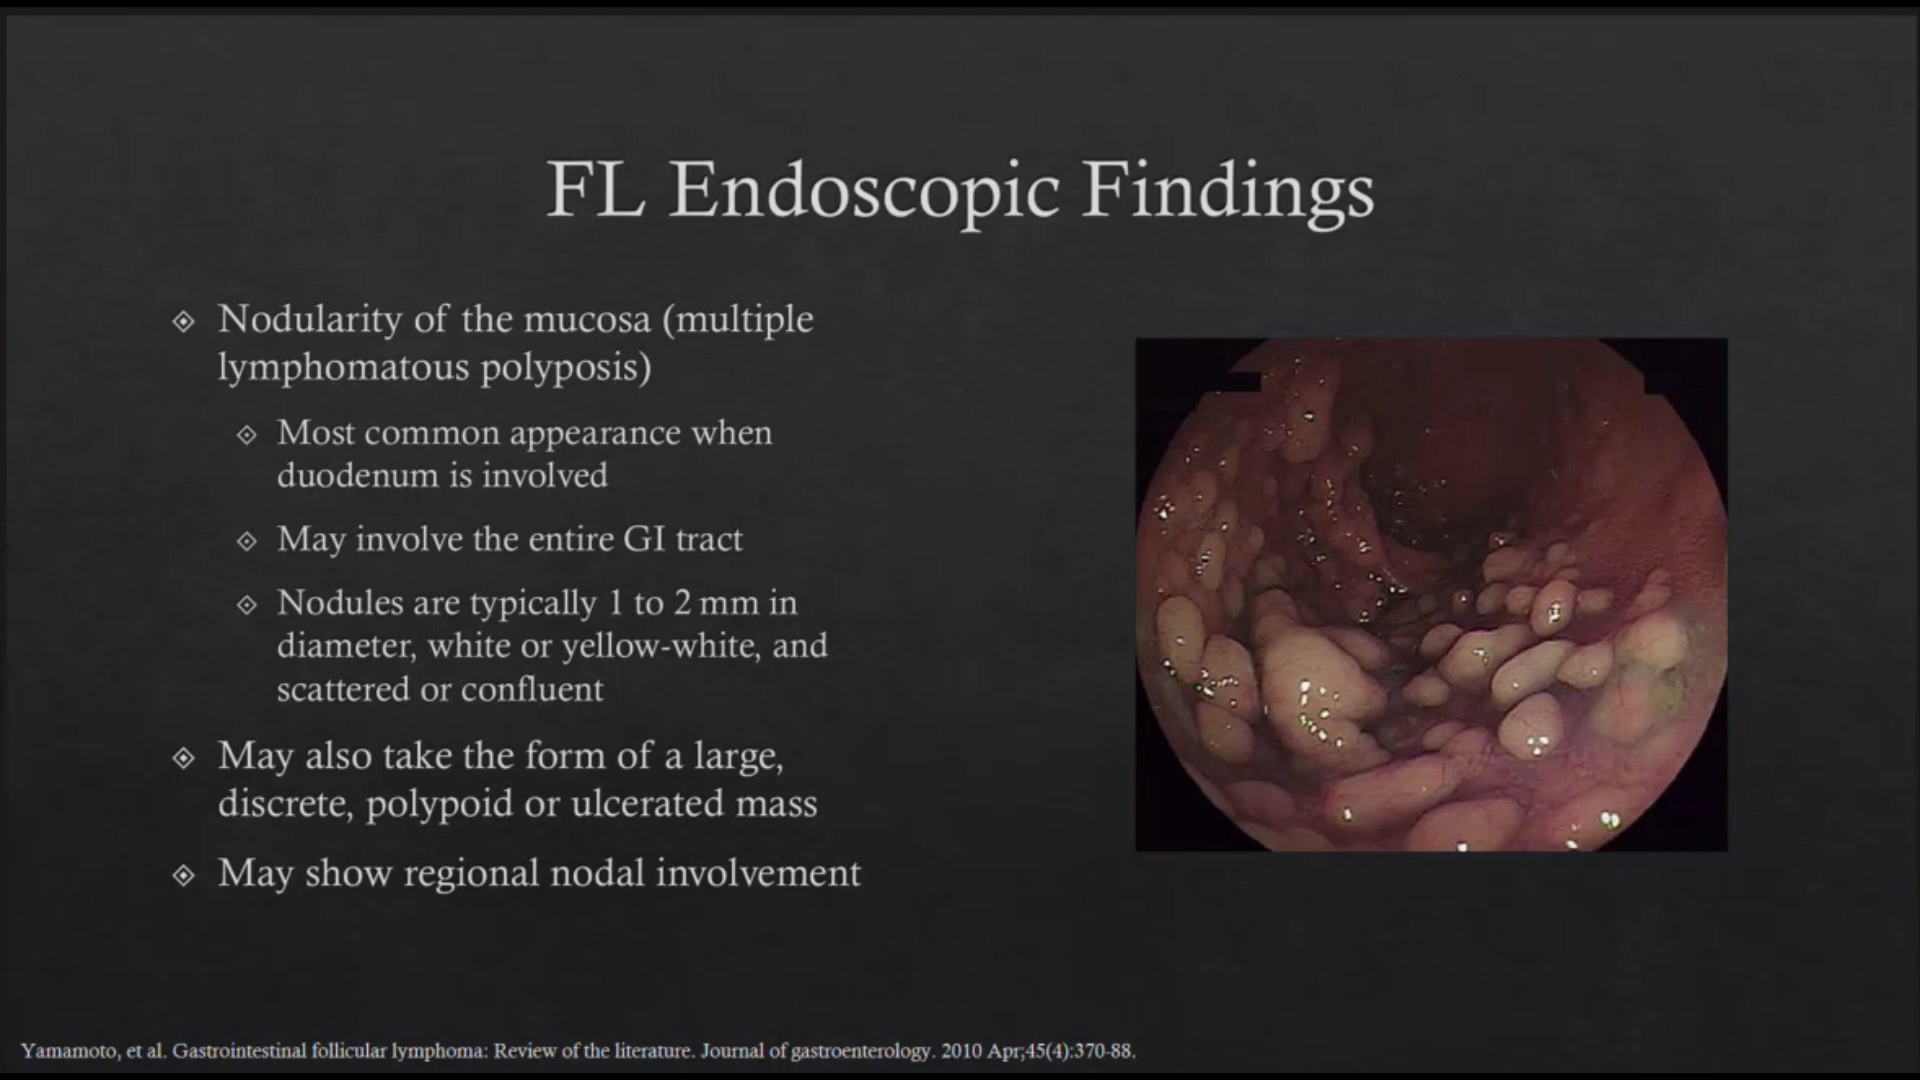 FL Endoscopic Findings
Nodularity of the mucosa (multiple
lymphomatous polyposis)
Most common appearance when
duodenum is involved
May involve the entire GI tract
Nodules are typically 1 to 2 mm in
diameter, white or yellow-white, and
scattered or confluent
May also take the form of a large,
discrete, polypoid or ulcerated mass
May show regional nodal involvement
Yamamoto, et al. Gastrointestinal follicular lymphoma: Review of the literature. Journal of gastroenterology. 2010 Apr;45(4):370-88.